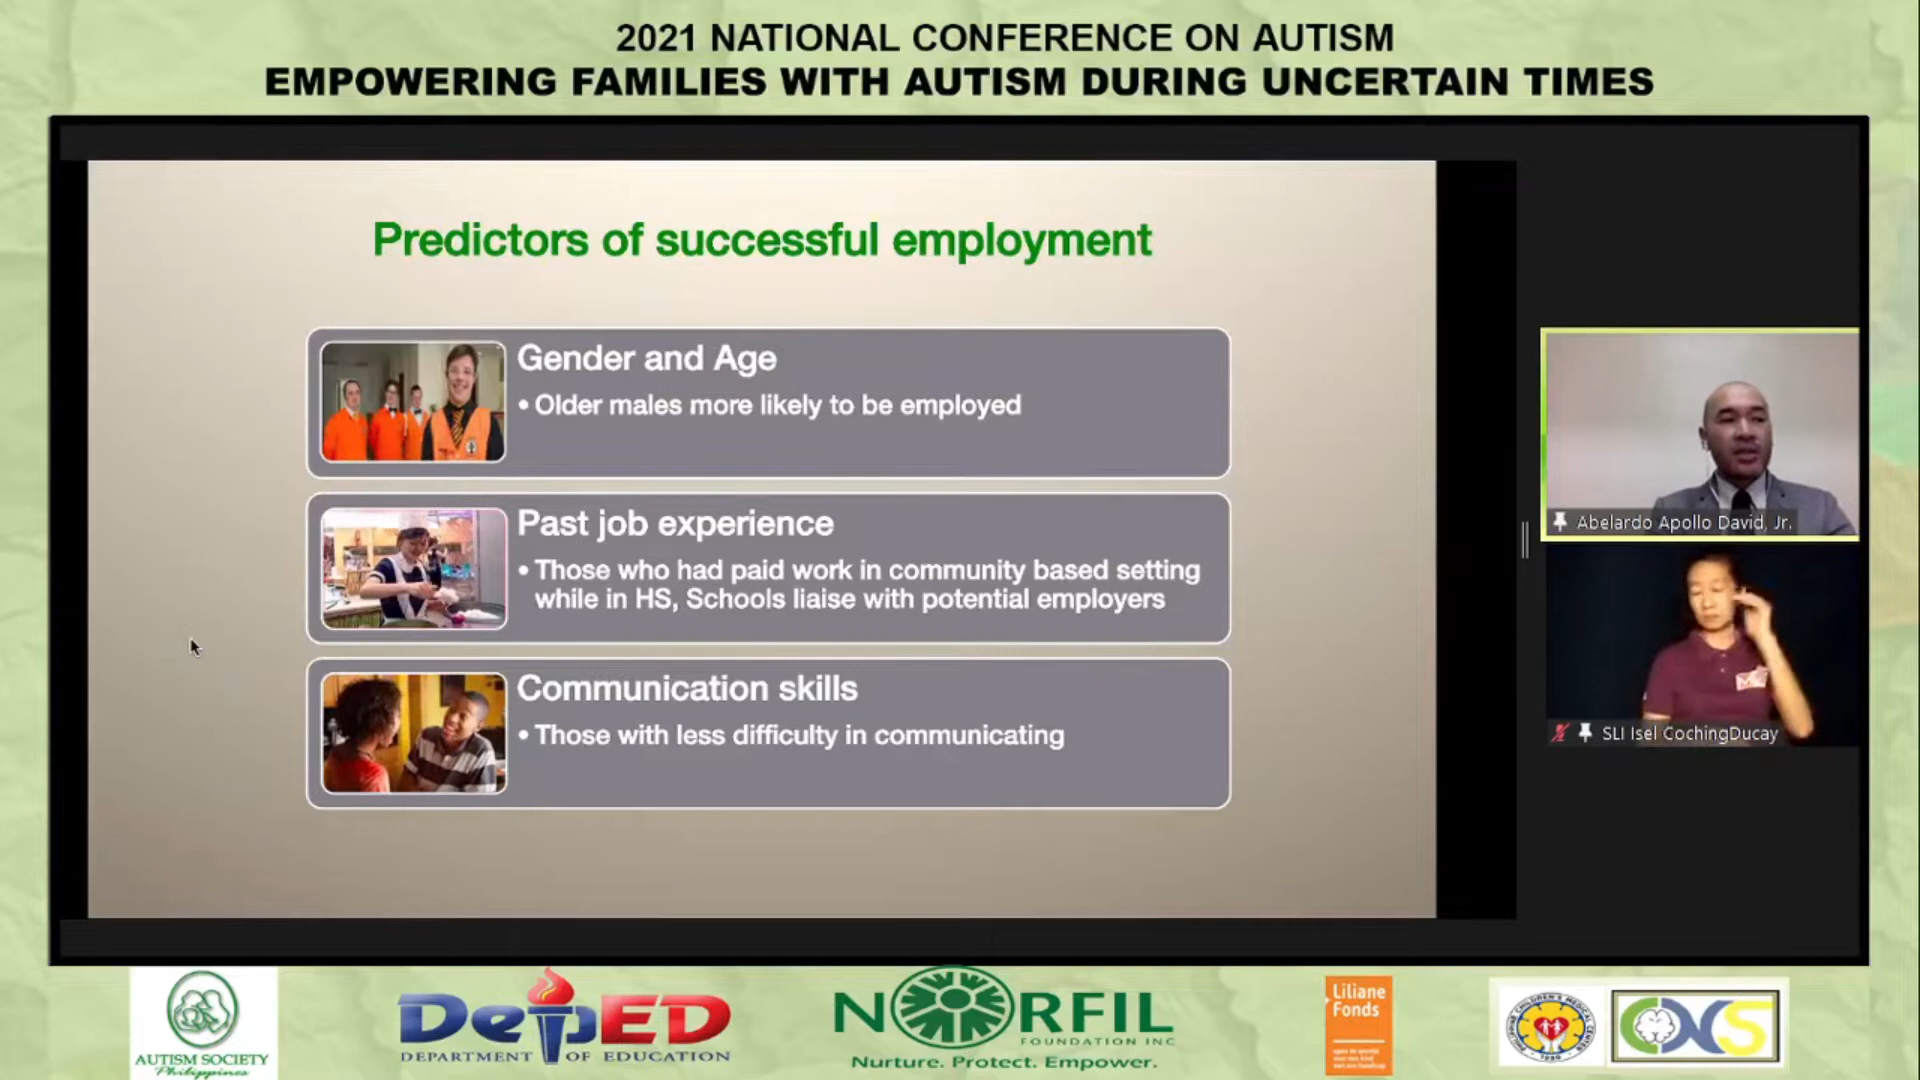 2021 NATIONAL CONFERENCE ON AUTISM
EMPOWERING FAMILIES WITH AUTISM DURING UNCERTAIN TIMES
Predictors of successful employment
Gender and Age
• Older males more likely to be employed
Past job experience
• Those who had paid work in community based setting
while in HS, Schools liaise with potential employers
Communication skills
• Those with less difficulty in communicating
Abelardo Apollo David, Jr.
SLI Isel CochingDucay
AUTISM SOCIETY
Philippines
DepED
DEPARTMENT OF EDUCATION
NORFIL
FOUNDATION INC
Nurture. Protect. Empower.
Liliane
Fonds
PHILIPPINE CHILDREN'S MEDICAL CENTER